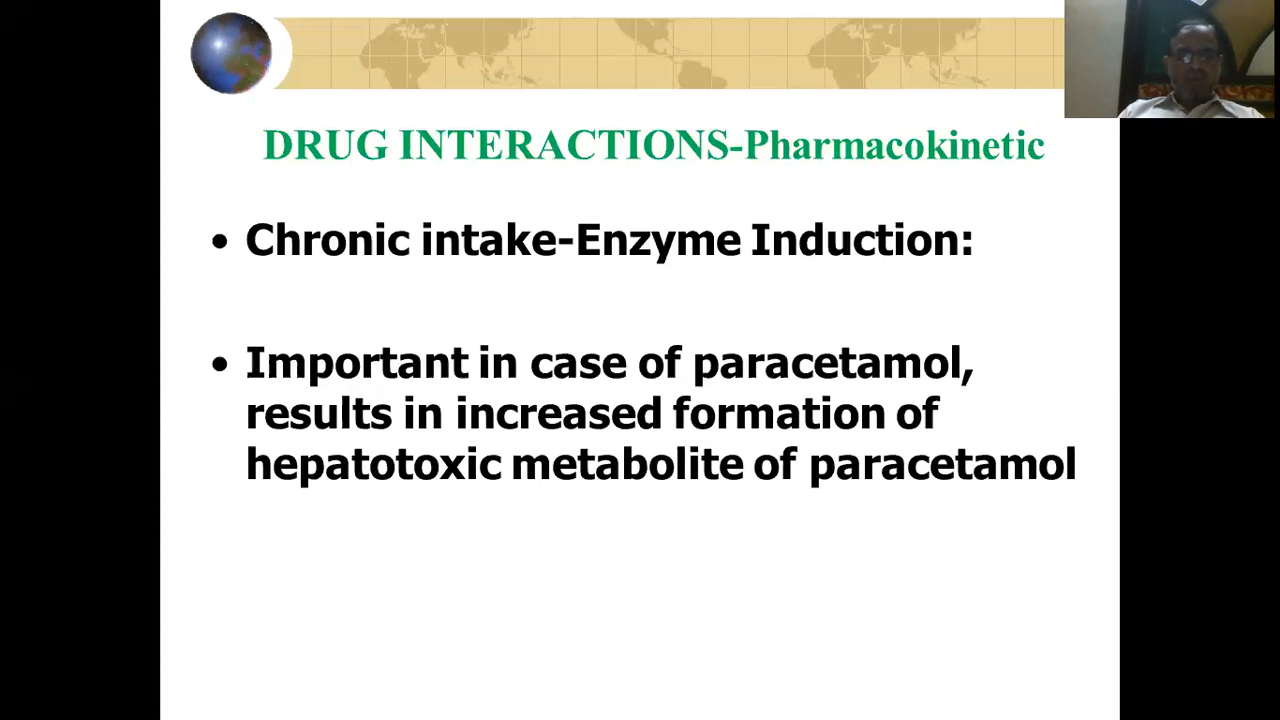 DRUG INTERACTIONS-Pharmacokinetic
• Chronic intake-Enzyme Induction:
• Important in case of paracetamol,
results in increased formation of
hepatotoxic metabolite of paracetamol